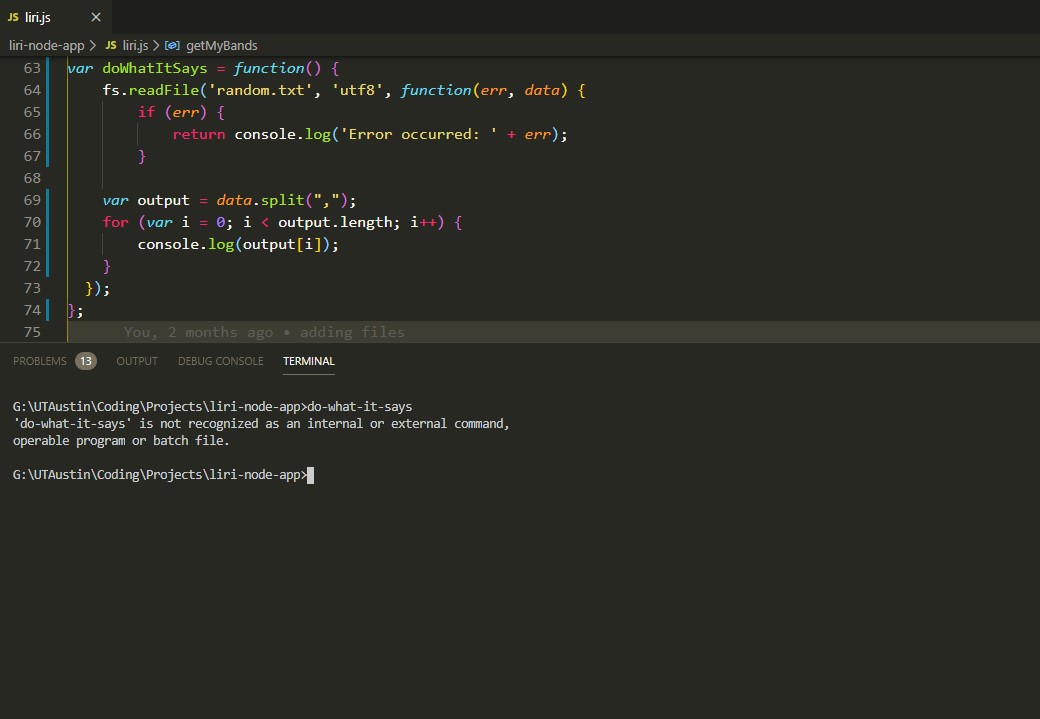 JS liri.js ×
liri-node-app > JS liri.js > getMyBands
63 var doWhatItSays = function() {
64 fs.readFile('random.txt', 'utf8', function(err, data) {
65 if (err) {
66 return console.log('Error occurred: ' + err);
67 }
68
69 var output = data.split(",");
70 for (var i = 0; i < output.length; i++) {
71 console.log(output[i]);
72 }
73 });
74 };
75 You, 2 months ago • adding files
PROBLEMS 13 OUTPUT DEBUG CONSOLE TERMINAL
G:\UTAustin\Coding\Projects\liri-node-app>do-what-it-says
'do-what-it-says' is not recognized as an internal or external command,
operable program or batch file.
G:\UTAustin\Coding\Projects\liri-node-app>